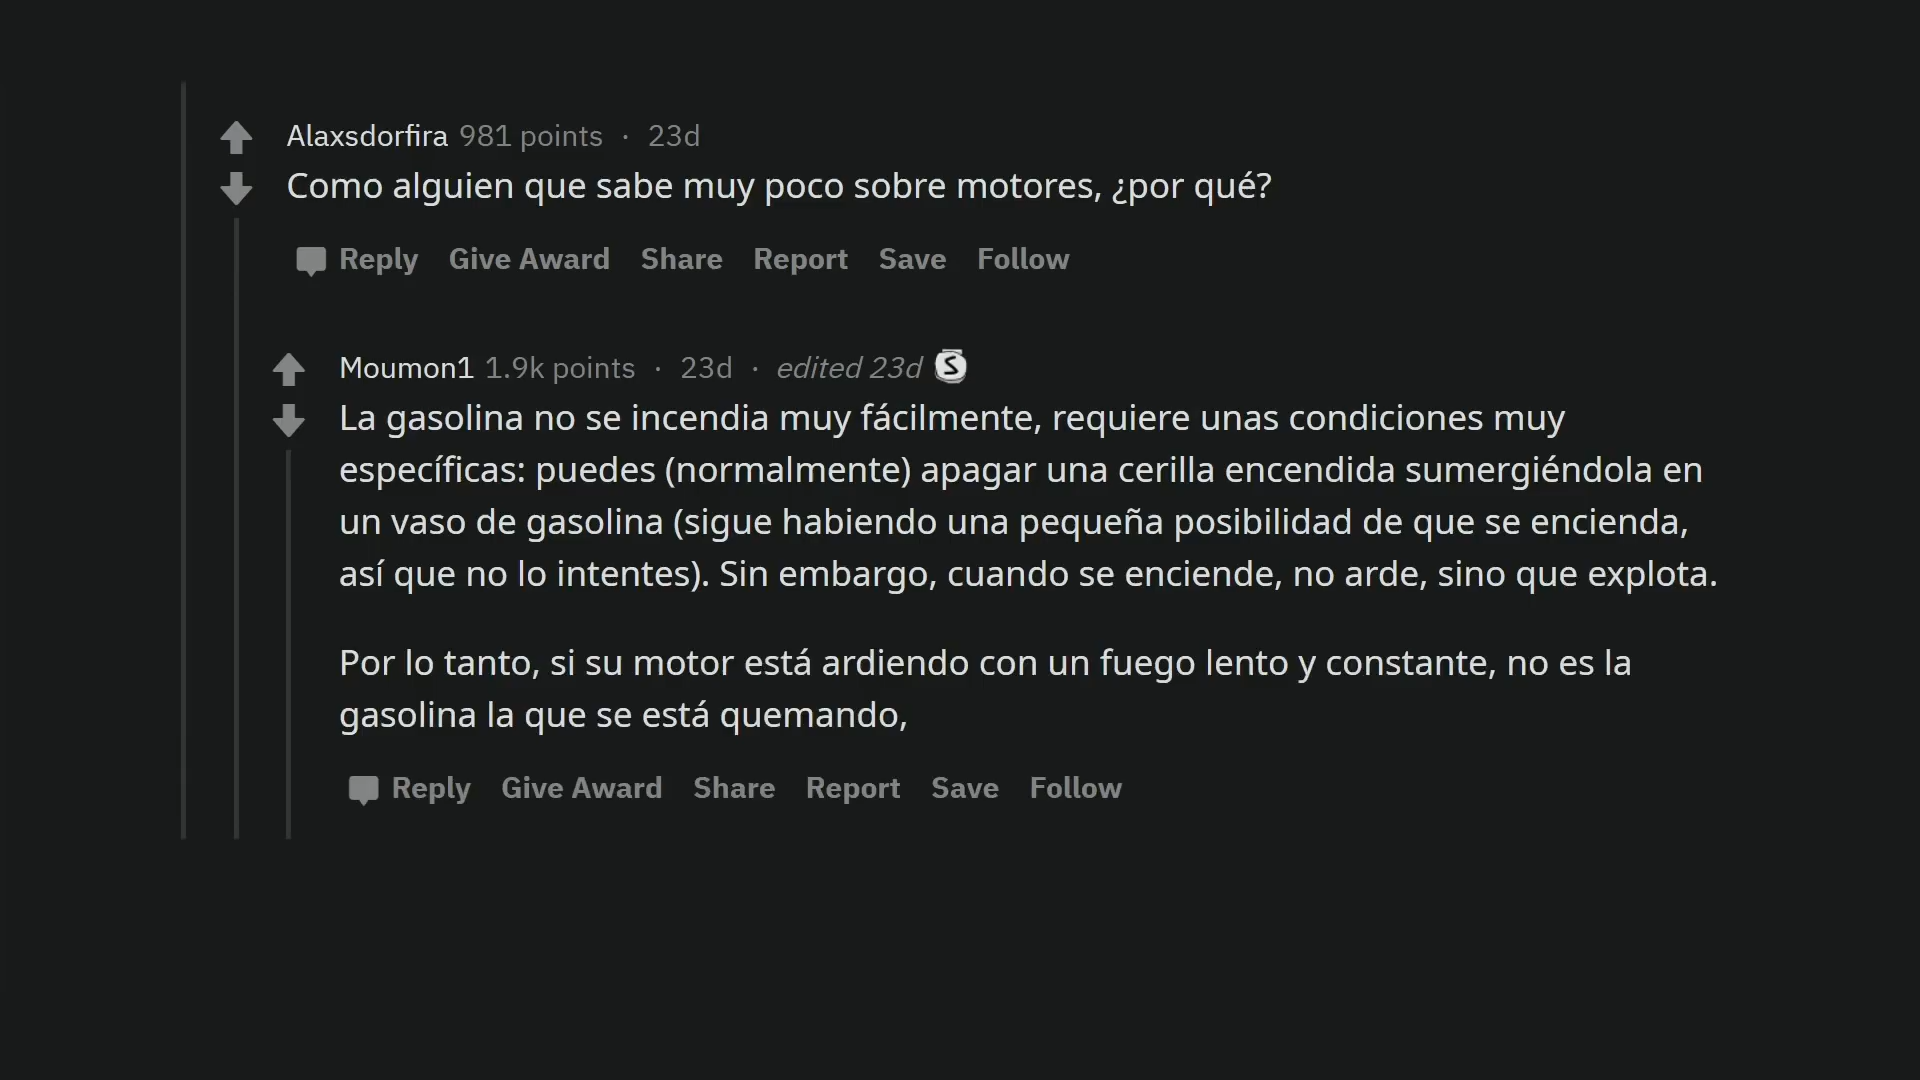 Alaxsdorfira 981 points · 23d
Como alguien que sabe muy poco sobre motores, ¿por qué?
Reply Give Award Share Report Save Follow
Moumon1 1.9k points · 23d · edited 23d S
La gasolina no se incendia muy fácilmente, requiere unas condiciones muy
específicas: puedes (normalmente) apagar una cerilla encendida sumergiéndola en
un vaso de gasolina (sigue habiendo una pequeña posibilidad de que se encienda,
así que no lo intentes). Sin embargo, cuando se enciende, no arde, sino que explota.
Por lo tanto, si su motor está ardiendo con un fuego lento y constante, no es la
gasolina la que se está quemando,
Reply Give Award Share Report Save Follow